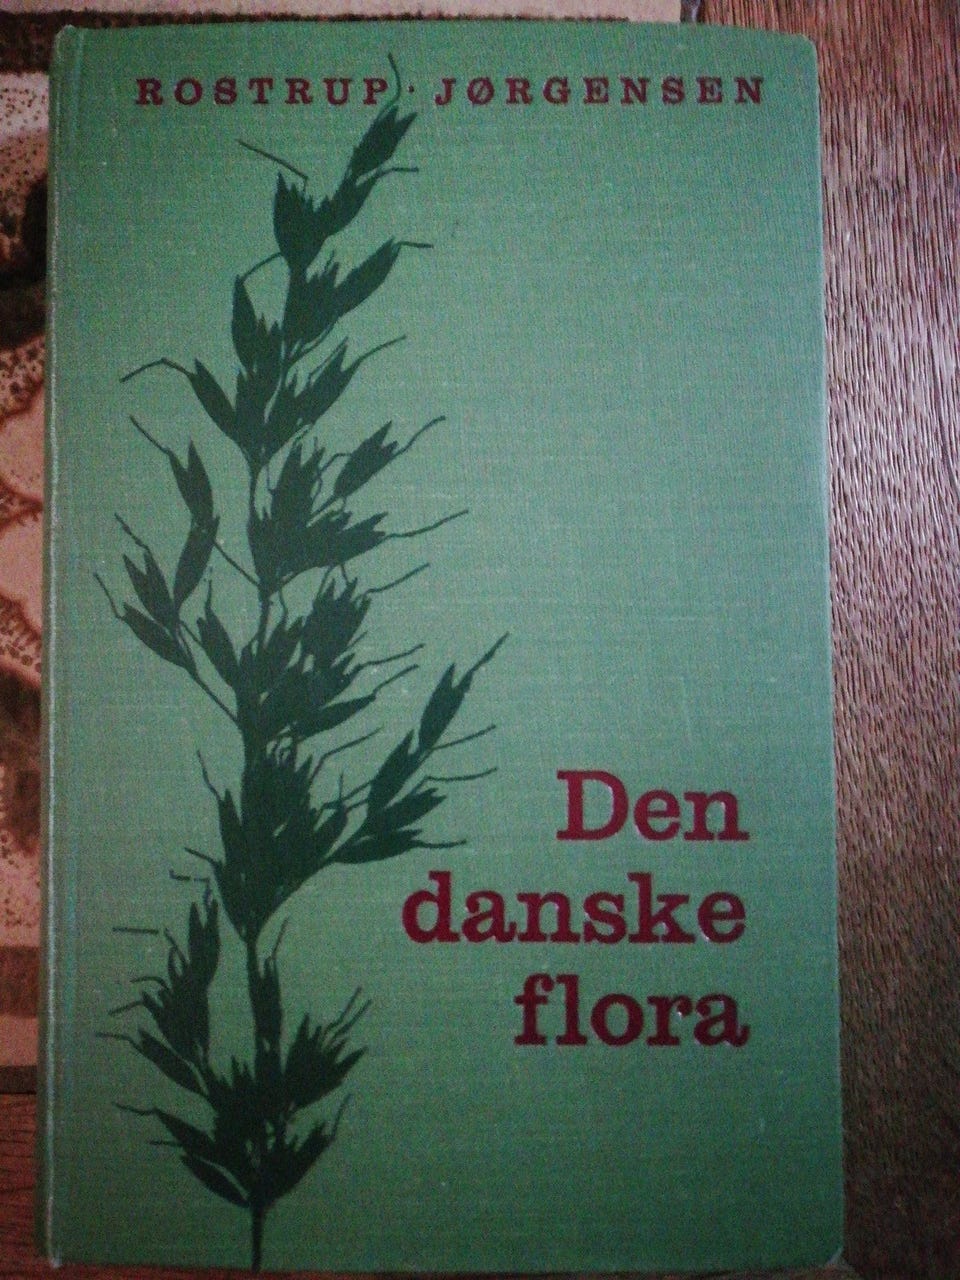 ROSTRUP · JØRGENSEN
Den
danske
flora